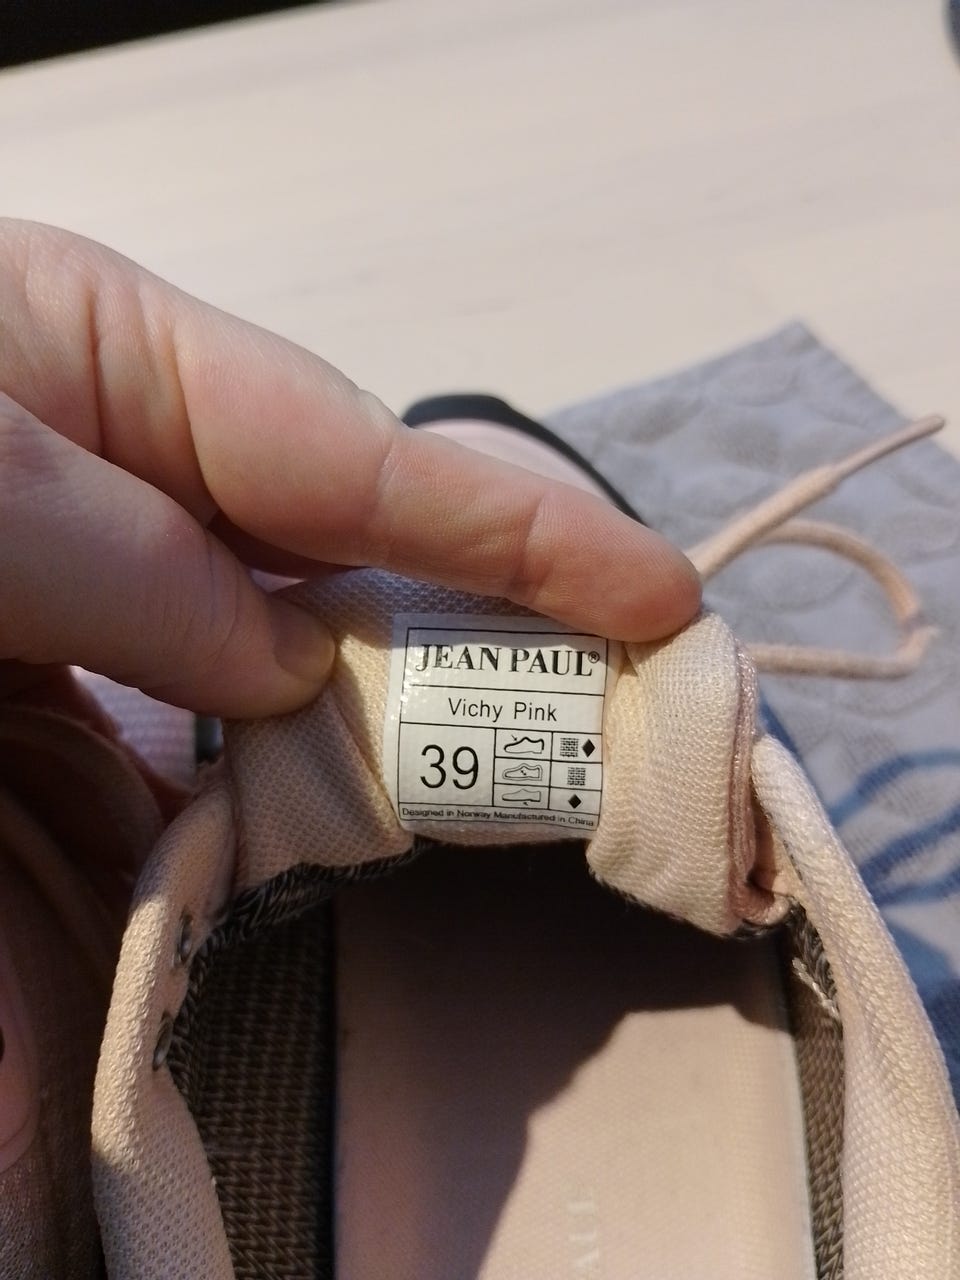 JEAN PAUL®
Vichy Pink
39
Designed in Norway Manufactured in China